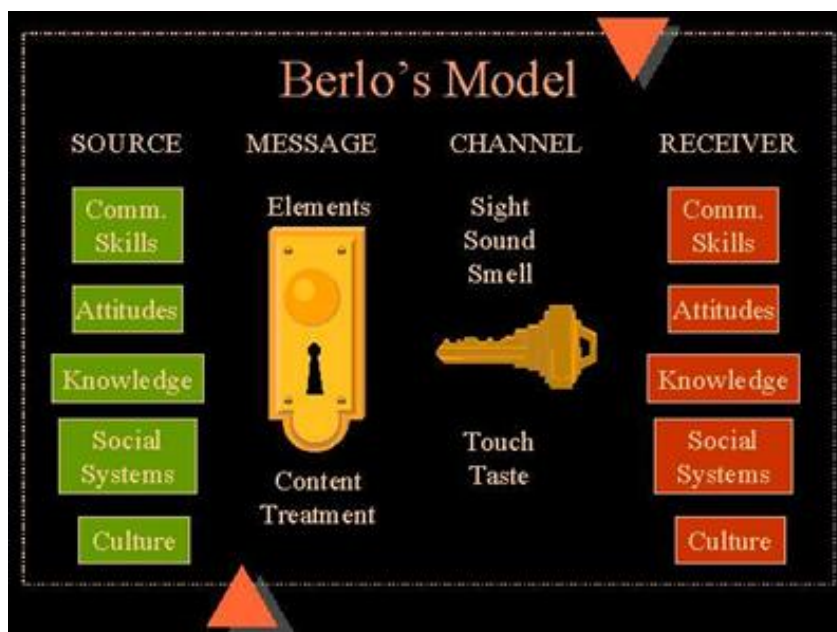 Berlo's Model
SOURCE
Comm.
Skills
Attitudes
Knowledge
Social
Systems
Culture
MESSAGE
Elements
Content
Treatment
CHANNEL
Sight
Sound
Smell
Touch
Taste
RECEIVER
Comm.
Skills
Attitudes
Knowledge
Social
Systems
Culture